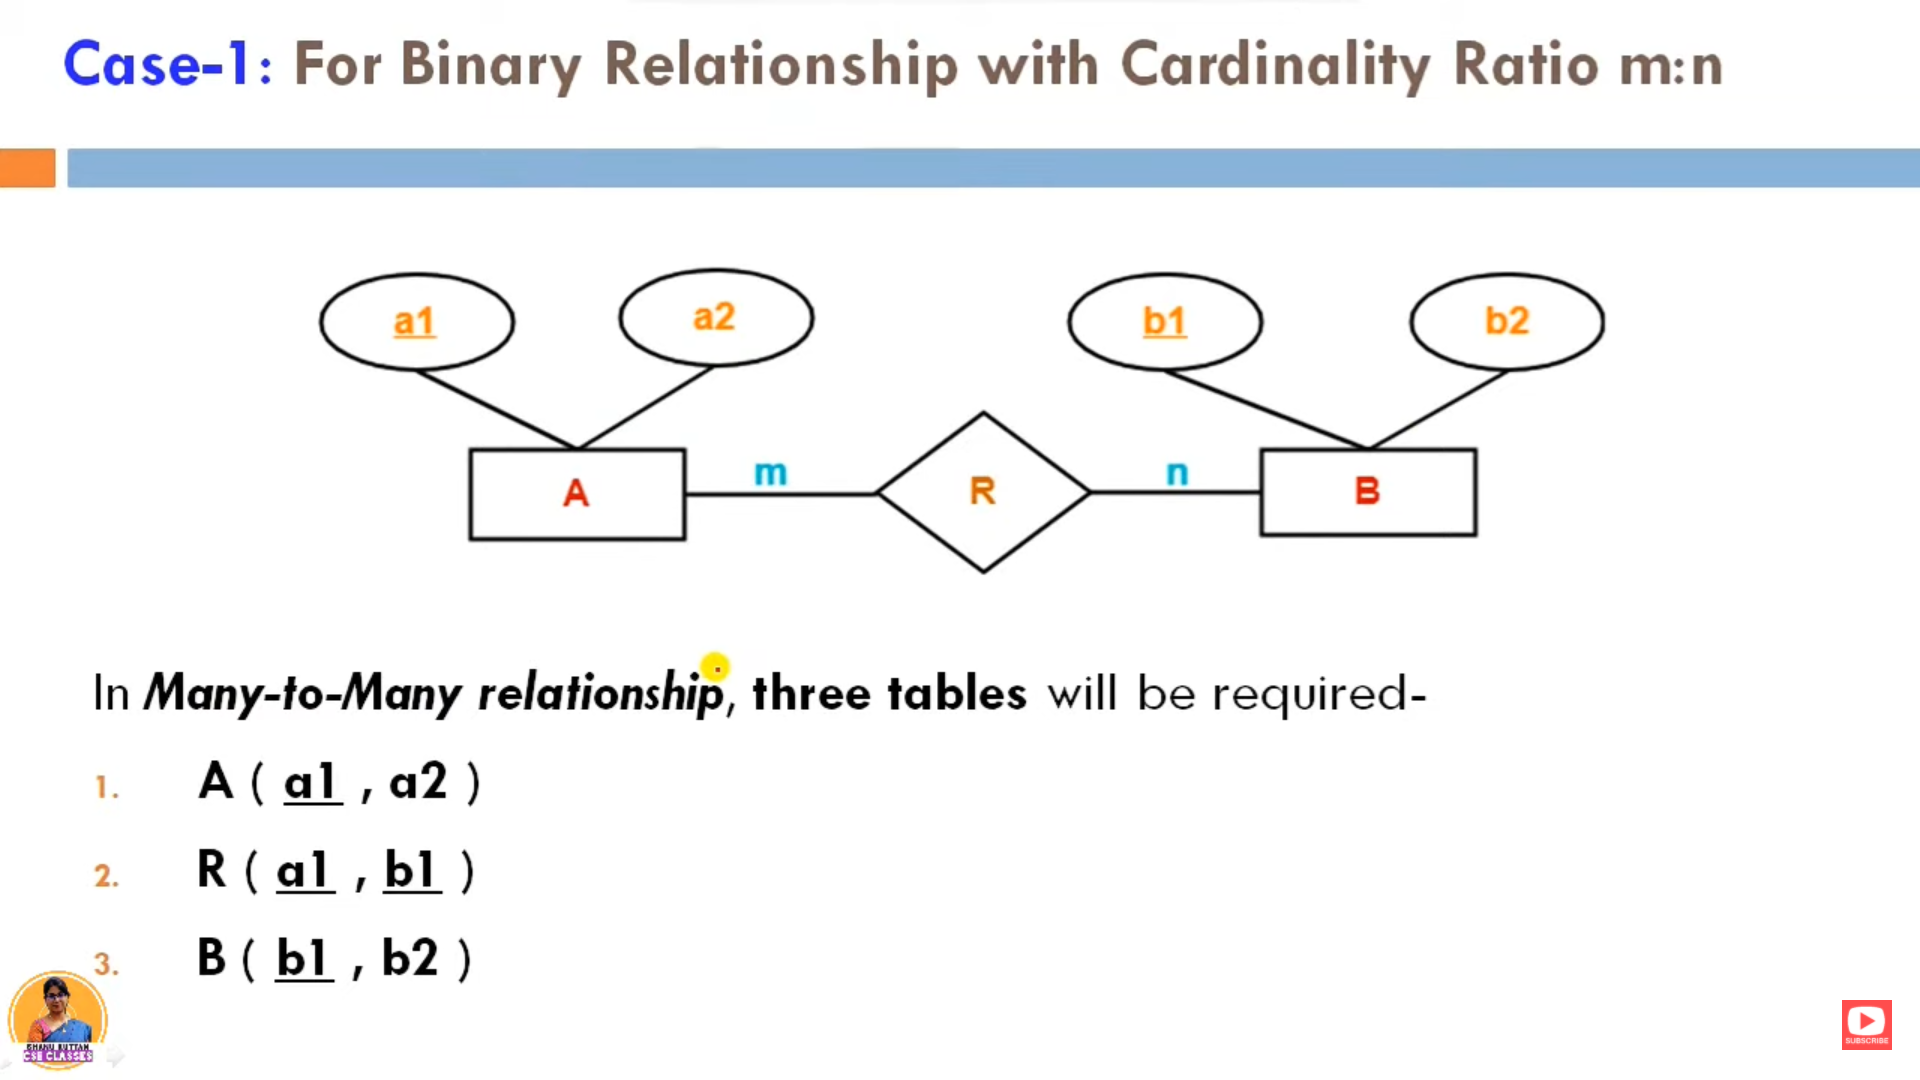 Case-1: For Binary Relationship with Cardinality Ratio m:n
a1
a2
b1
b2
A
m
R
n
B
In Many-to-Many relationship, three tables will be required-
1. A ( a1 , a2 )
2. R ( a1 , b1 )
3. B ( b1 , b2 )
CSE CLASSES
SUBSCRIBE